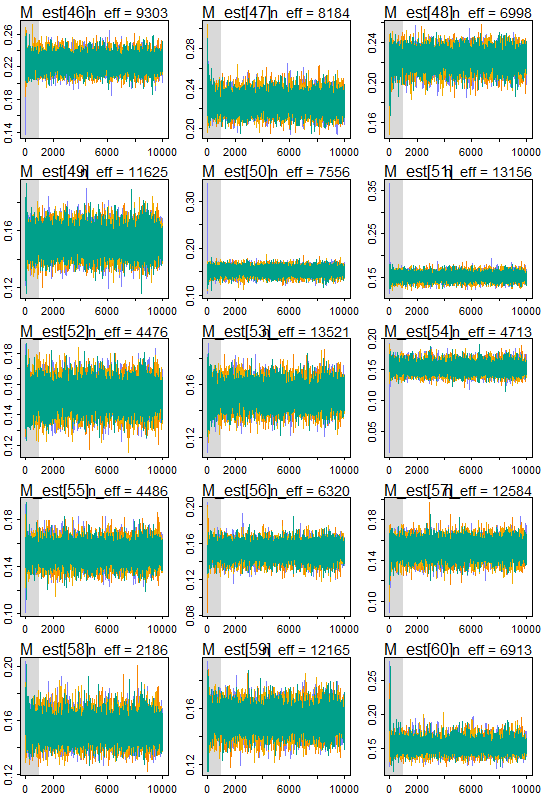 M_est[46] n_eff = 9303
M_est[47] n_eff = 8184
M_est[48] n_eff = 6998
0.14 0.18 0.22 0.26
0.20 0.24 0.28
0.16 0.20 0.24
0 2000 6000 10000
0 2000 6000 10000
0 2000 6000 10000
M_est[49] n_eff = 11625
M_est[50] n_eff = 7556
M_est[51] n_eff = 13156
0.12 0.16
0.10 0.20 0.30
0.15 0.25 0.35
0 2000 6000 10000
0 2000 6000 10000
0 2000 6000 10000
M_est[52] n_eff = 4476
M_est[53] n_eff = 13521
M_est[54] n_eff = 4713
0.12 0.14 0.16 0.18
0.12 0.16
0.05 0.10 0.15 0.20
0 2000 6000 10000
0 2000 6000 10000
0 2000 6000 10000
M_est[55] n_eff = 4486
M_est[56] n_eff = 6320
M_est[57] n_eff = 12584
0.10 0.14 0.18
0.08 0.12 0.16 0.20
0.10 0.14 0.18
0 2000 6000 10000
0 2000 6000 10000
0 2000 6000 10000
M_est[58] n_eff = 2186
M_est[59] n_eff = 12165
M_est[60] n_eff = 6913
0.12 0.16 0.20
0.12 0.16
0.15 0.20 0.25
0 2000 6000 10000
0 2000 6000 10000
0 2000 6000 10000